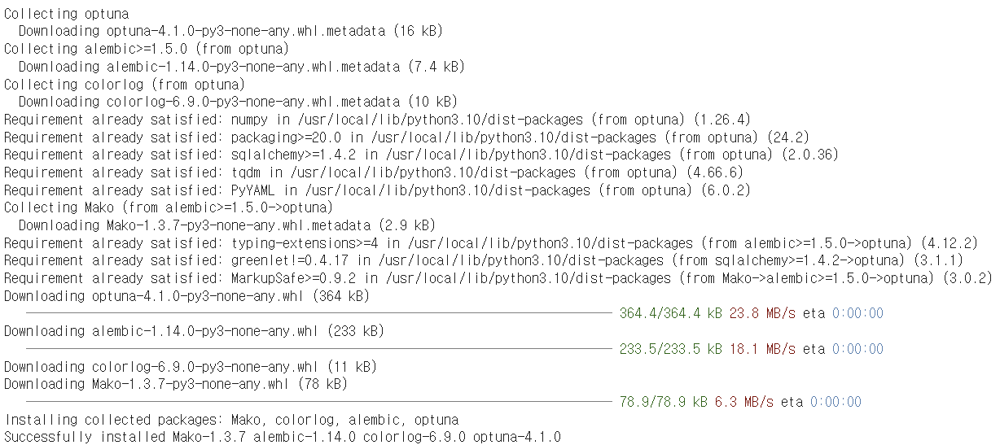 Collecting optuna
Downloading optuna-4.1.0-py3-none-any.whl.metadata (16 kB)
Collecting alembic>=1.5.0 (from optuna)
Downloading alembic-1.14.0-py3-none-any.whl.metadata (7.4 kB)
Collecting colorlog (from optuna)
Downloading colorlog-6.9.0-py3-none-any.whl.metadata (10 kB)
Requirement already satisfied: numpy in /usr/local/lib/python3.10/dist-packages (from optuna) (1.26.4)
Requirement already satisfied: packaging>=20.0 in /usr/local/lib/python3.10/dist-packages (from optuna) (24.2)
Requirement already satisfied: sqlalchemy>=1.4.2 in /usr/local/lib/python3.10/dist-packages (from optuna) (2.0.36)
Requirement already satisfied: tqdm in /usr/local/lib/python3.10/dist-packages (from optuna) (4.66.6)
Requirement already satisfied: PyYAML in /usr/local/lib/python3.10/dist-packages (from optuna) (6.0.2)
Collecting Mako (from alembic>=1.5.0->optuna)
Downloading Mako-1.3.7-py3-none-any.whl.metadata (2.9 kB)
Requirement already satisfied: typing-extensions>=4 in /usr/local/lib/python3.10/dist-packages (from alembic>=1.5.0->optuna) (4.12.2)
Requirement already satisfied: greenlet!=0.4.17 in /usr/local/lib/python3.10/dist-packages (from sqlalchemy>=1.4.2->optuna) (3.1.1)
Requirement already satisfied: MarkupSafe>=0.9.2 in /usr/local/lib/python3.10/dist-packages (from Mako->alembic>=1.5.0->optuna) (3.0.2)
Downloading optuna-4.1.0-py3-none-any.whl (364 kB)
364.4/364.4 kB 23.8 MB/s eta 0:00:00
Downloading alembic-1.14.0-py3-none-any.whl (233 kB)
233.5/233.5 kB 18.1 MB/s eta 0:00:00
Downloading colorlog-6.9.0-py3-none-any.whl (11 kB)
Downloading Mako-1.3.7-py3-none-any.whl (78 kB)
78.9/78.9 kB 6.3 MB/s eta 0:00:00
Installing collected packages: Mako, colorlog, alembic, optuna
Successfully installed Mako-1.3.7 alembic-1.14.0 colorlog-6.9.0 optuna-4.1.0